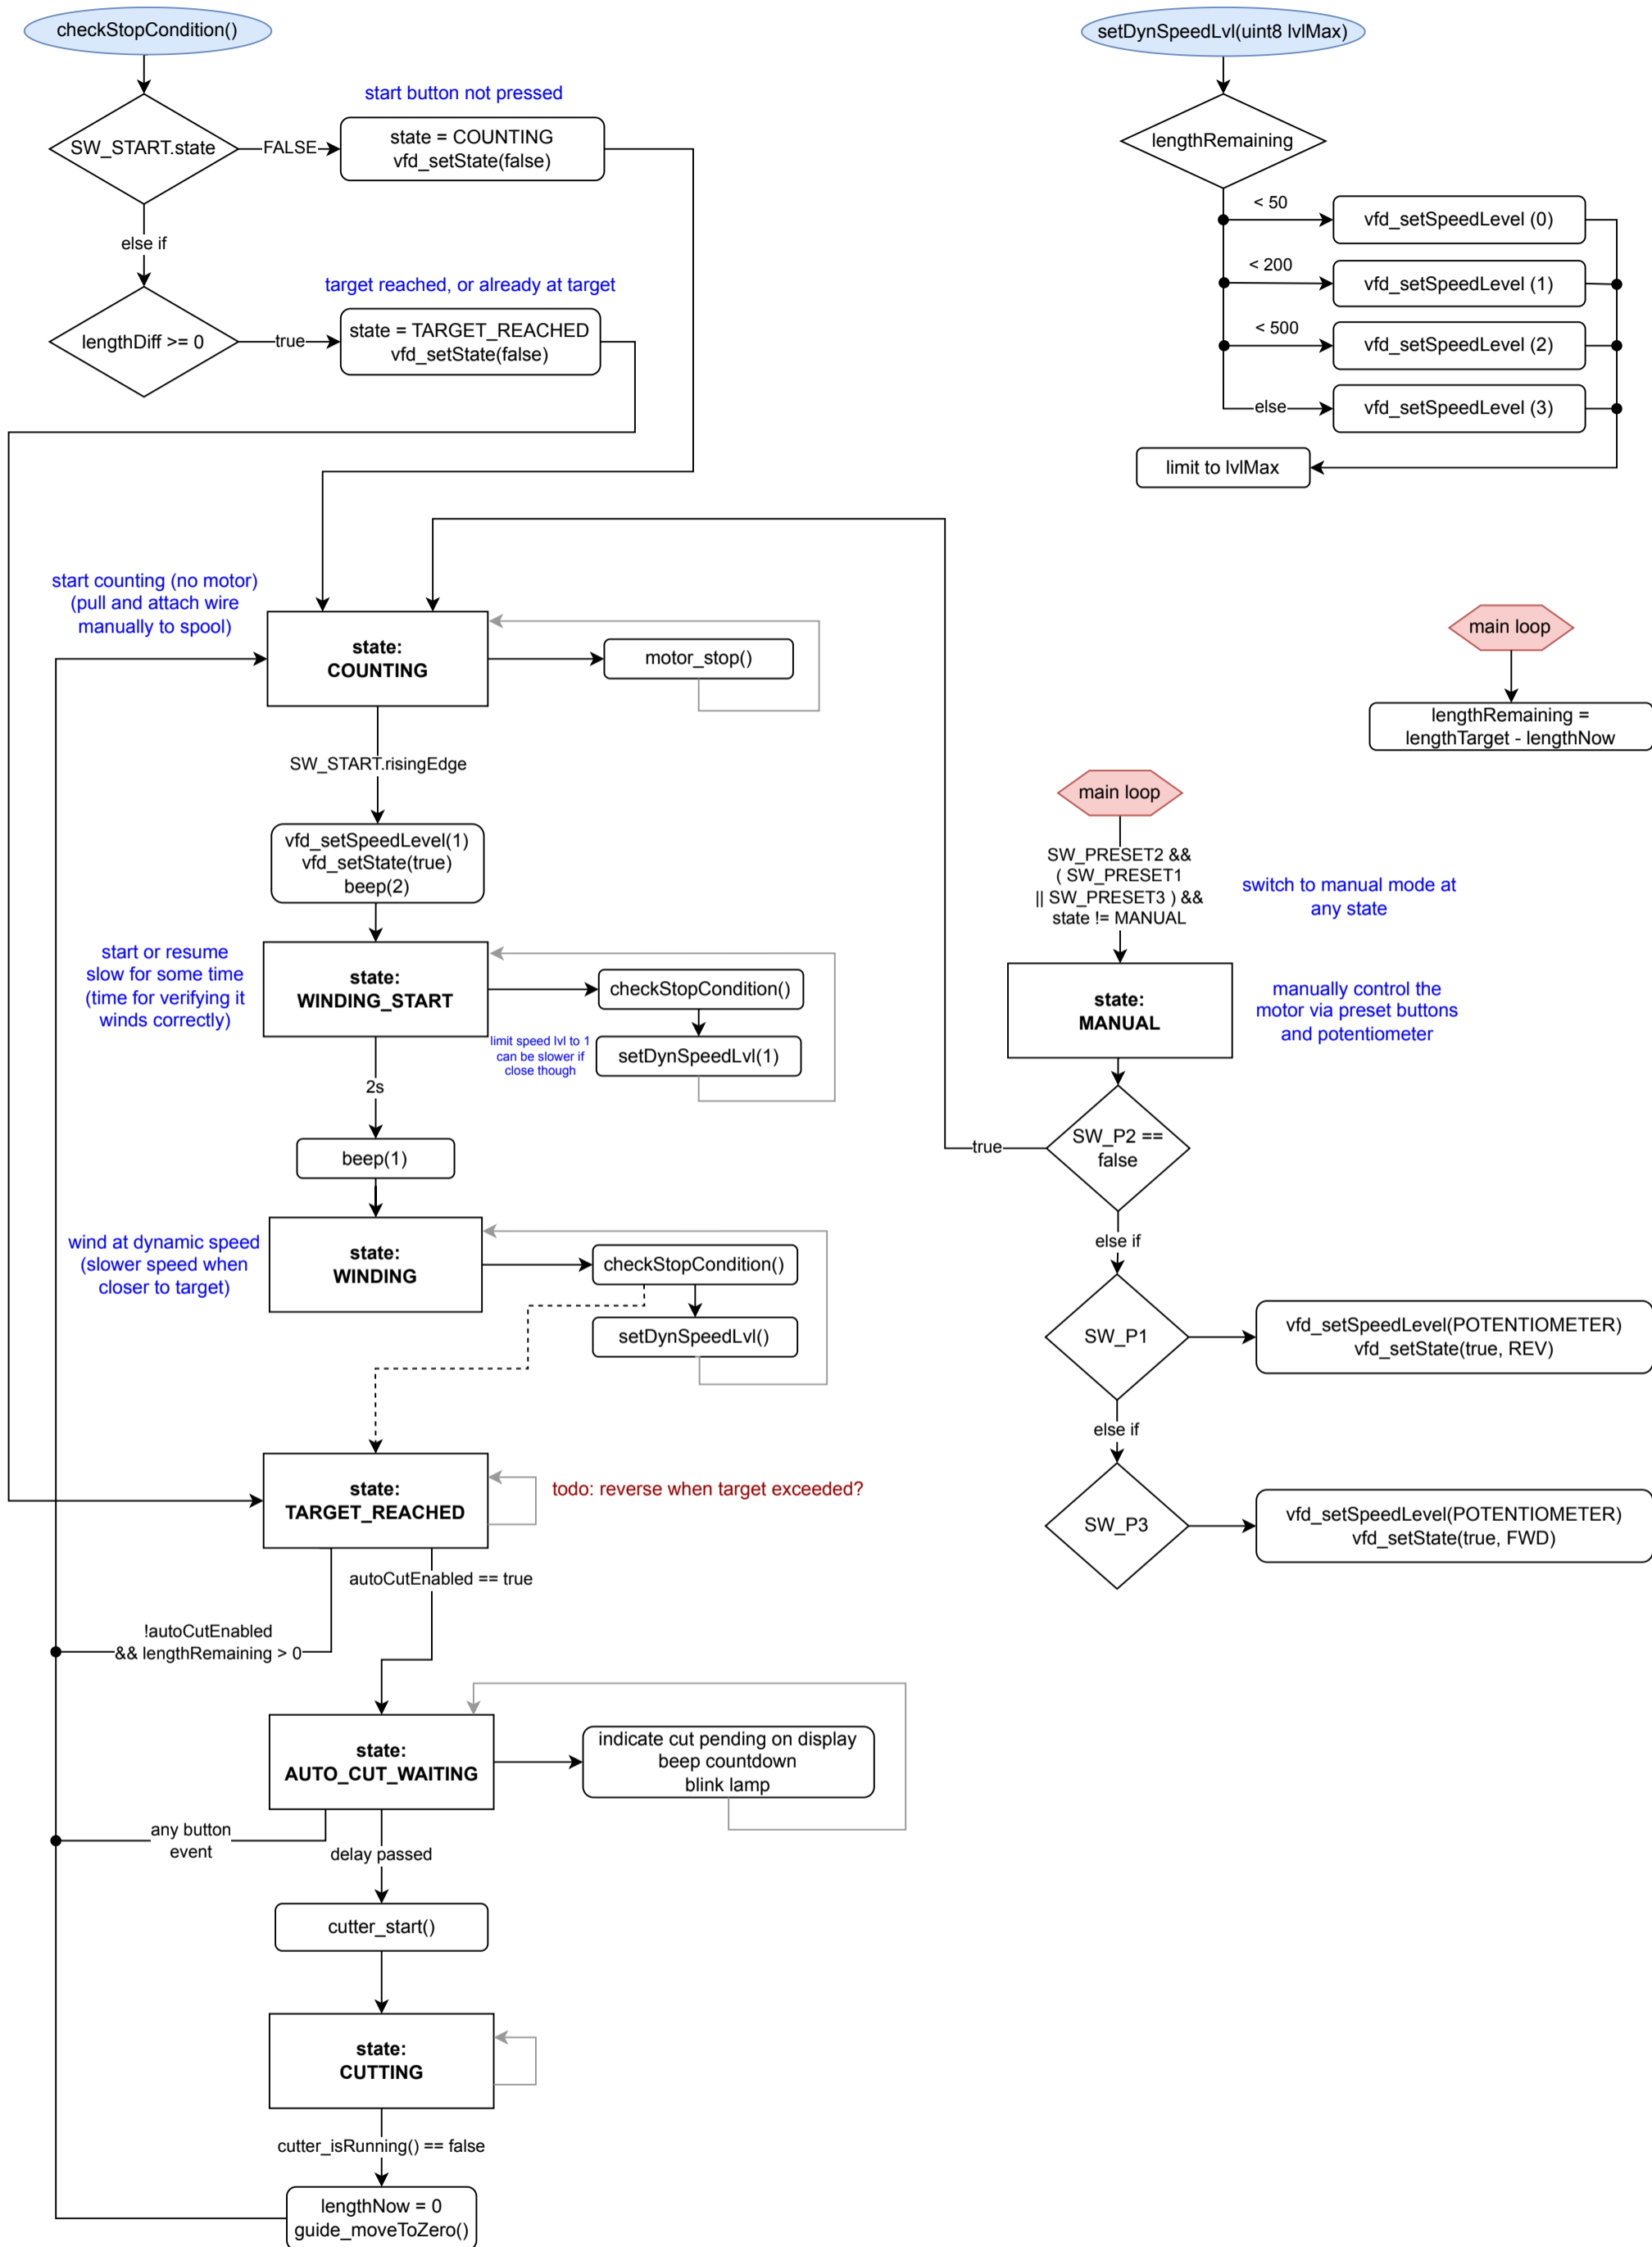 checkStopCondition()
SW_START.state
FALSE
start button not pressed
state = COUNTING
vfd_setState(false)
else if
lengthDiff >= 0
true
target reached, or already at target
state = TARGET_REACHED
vfd_setState(false)
setDynSpeedLvl(uint8 lvlMax)
lengthRemaining
< 50
vfd_setSpeedLevel (0)
< 200
vfd_setSpeedLevel (1)
< 500
vfd_setSpeedLevel (2)
else
vfd_setSpeedLevel (3)
limit to lvlMax
start counting (no motor)
(pull and attach wire
manually to spool)
state:
COUNTING
motor_stop()
SW_START.risingEdge
vfd_setSpeedLevel(1)
vfd_setState(true)
beep(2)
start or resume
slow for some time
(time for verifying it
winds correctly)
state:
WINDING_START
checkStopCondition()
limit speed lvl to 1
can be slower if
close though
setDynSpeedLvl(1)
2s
beep(1)
wind at dynamic speed
(slower speed when
closer to target)
state:
WINDING
checkStopCondition()
setDynSpeedLvl()
state:
TARGET_REACHED
todo: reverse when target exceeded?
autoCutEnabled == true
!autoCutEnabled
&& lengthRemaining > 0
state:
AUTO_CUT_WAITING
indicate cut pending on display
beep countdown
blink lamp
any button
event
delay passed
cutter_start()
state:
CUTTING
cutter_isRunning() == false
lengthNow = 0
guide_moveToZero()
main loop
lengthRemaining =
lengthTarget - lengthNow
main loop
SW_PRESET2 &&
( SW_PRESET1
|| SW_PRESET3 ) &&
state != MANUAL
switch to manual mode at
any state
state:
MANUAL
manually control the
motor via preset buttons
and potentiometer
SW_P2 ==
false
true
else if
SW_P1
vfd_setSpeedLevel(POTENTIOMETER)
vfd_setState(true, REV)
else if
SW_P3
vfd_setSpeedLevel(POTENTIOMETER)
vfd_setState(true, FWD)